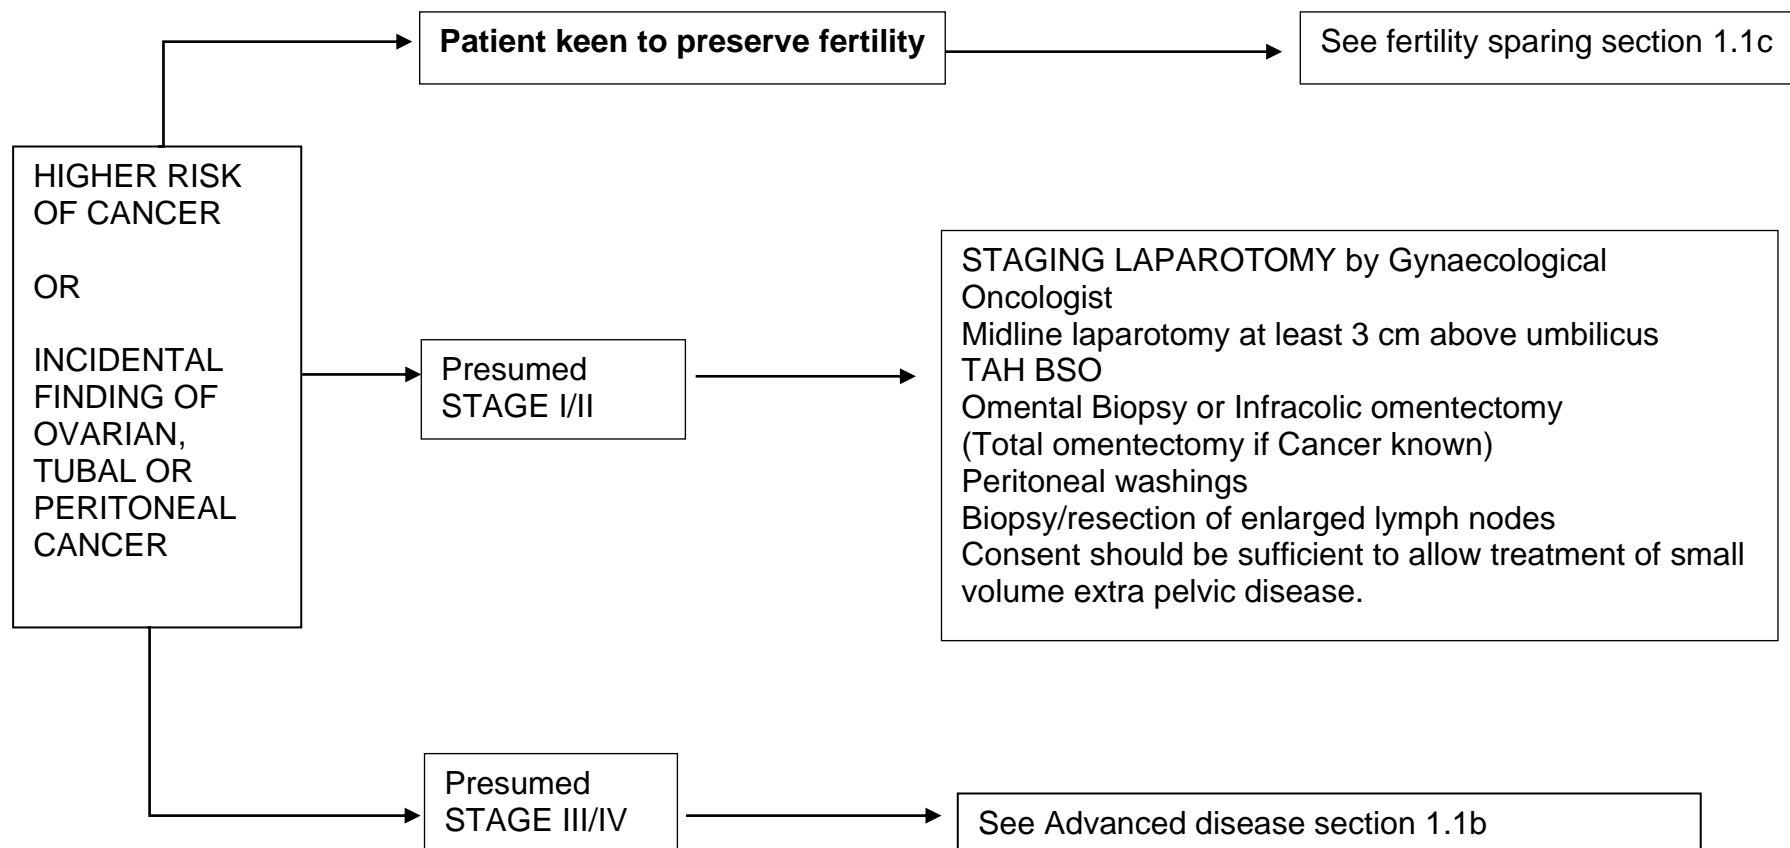 Patient keen to preserve fertility
See fertility sparing section 1.1c
HIGHER RISK
OF CANCER
OR
INCIDENTAL
FINDING OF
OVARIAN,
TUBAL OR
PERITONEAL
CANCER
Presumed
STAGE I/II
STAGING LAPAROTOMY by Gynaecological
Oncologist
Midline laparotomy at least 3 cm above umbilicus
TAH BSO
Omental Biopsy or Infracolic omentectomy
(Total omentectomy if Cancer known)
Peritoneal washings
Biopsy/resection of enlarged lymph nodes
Consent should be sufficient to allow treatment of small
volume extra pelvic disease.
Presumed
STAGE III/IV
See Advanced disease section 1.1b